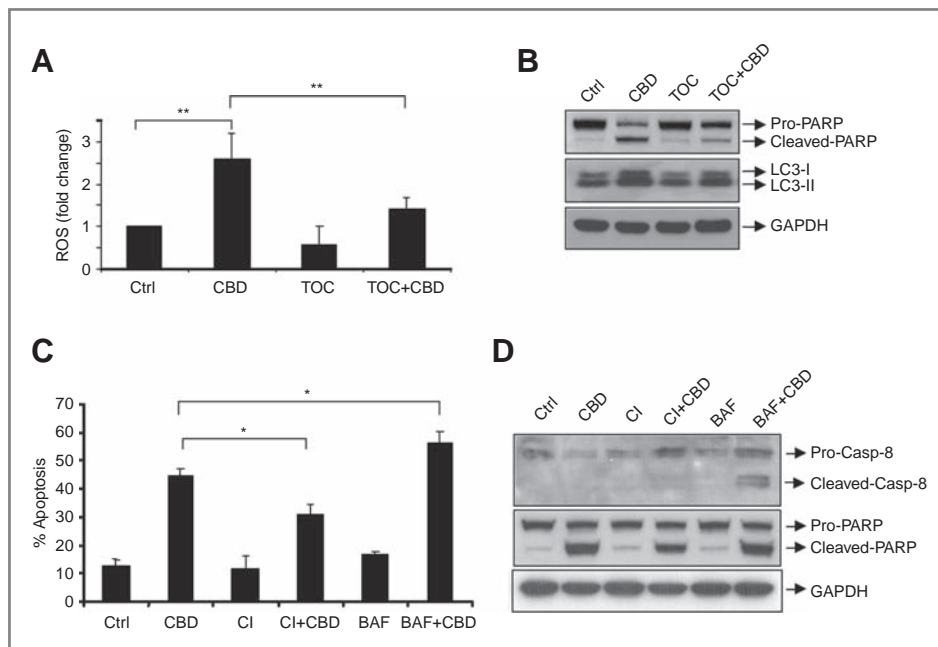 A
**
**
3
2
1
0
ROS (fold change)
Ctrl CBD TOC TOC+CBD
B
Ctrl CBD TOC TOC+CBD
Pro-PARP
Cleaved-PARP
LC3-I
LC3-II
GAPDH
C
*
*
70
60
50
40
30
20
10
0
% Apoptosis
Ctrl CBD CI CI+CBD BAF BAF+CBD
D
Ctrl CBD CI CI+CBD BAF BAF+CBD
Pro-Casp-8
Cleaved-Casp-8
Pro-PARP
Cleaved-PARP
GAPDH